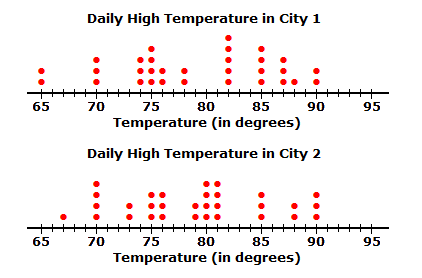 Daily High Temperature in City 1
65 70 75 80 85 90 95
Temperature (in degrees)
Daily High Temperature in City 2
65 70 75 80 85 90 95
Temperature (in degrees)